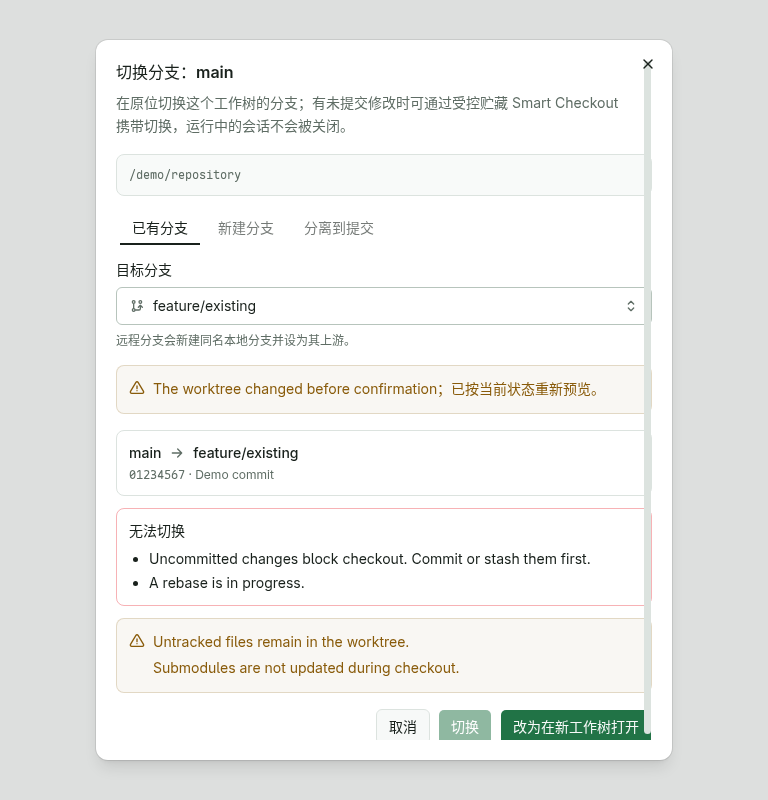 切换分支：main
在原位切换这个工作树的分支；有未提交修改时可通过受控贮藏 Smart Checkout
携带切换，运行中的会话不会被关闭。
/demo/repository
已有分支 新建分支 分离到提交
目标分支
feature/existing
远程分支会新建同名本地分支并设为其上游。
The worktree changed before confirmation；已按当前状态重新预览。
main → feature/existing
01234567 · Demo commit
无法切换
• Uncommitted changes block checkout. Commit or stash them first.
• A rebase is in progress.
Untracked files remain in the worktree.
Submodules are not updated during checkout.
取消 切换 改为在新工作树打开